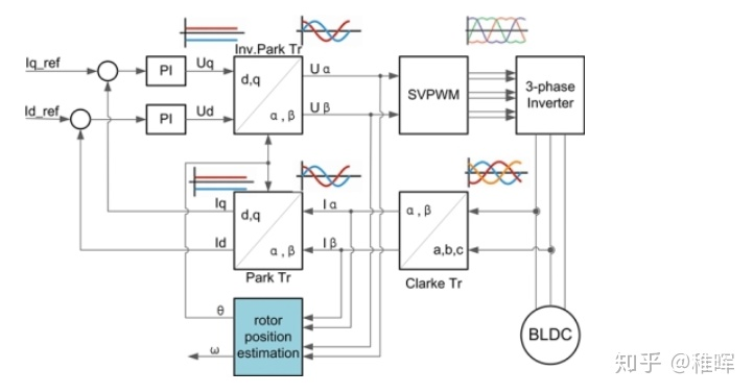 Inv.Park Tr
Iq_ref
PI
Uq
d,q
α , β
U α
U β
SVPWM
3-phase
Inverter
Id_ref
PI
Ud
Iq
Id
d,q
α , β
Park Tr
I α
I β
α , β
a,b,c
Clarke Tr
θ
ω
rotor
position
estimation
BLDC
知乎 @稚晖